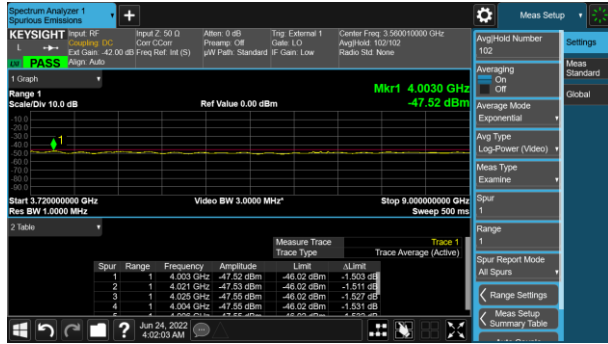 Spectrum Analyzer 1
Spurious Emissions
Meas Setup
KEYSIGHT
Input: RF
Coupling: DC
Ext Gain: -42.00 dB
Align: Auto
Input Z: 50 Ω
Corr CCorr
Freq Ref: Int (S)
Atten: 0 dB
Preamp: Off
µW Path: Standard
Trig: External 1
Gate: LO
IF Gain: Low
Center Freq: 3.560010000 GHz
Avg|Hold: 102/102
Radio Std: None
L
PASS
1 Graph
Range 1
Scale/Div 10.0 dB
Ref Value 0.00 dBm
Mkr1 4.0030 GHz
-47.52 dBm
-10.0
-20.0
-30.0
-40.0
-50.0
-60.0
-70.0
-80.0
-90.0
1
Start 3.720000000 GHz
Video BW 3.0000 MHz*
Stop 9.000000000 GHz
Res BW 1.0000 MHz
Sweep 500 ms
2 Table
Measure Trace Trace 1
Trace Type Trace Average (Active)
Spur Range Frequency Amplitude Limit ΔLimit
1 1 4.003 GHz -47.52 dBm -46.02 dBm -1.503 dB
2 1 4.021 GHz -47.53 dBm -46.02 dBm -1.511 dB
3 1 4.025 GHz -47.55 dBm -46.02 dBm -1.527 dB
4 1 4.004 GHz -47.55 dBm -46.02 dBm -1.531 dB
Avg|Hold Number
102
Averaging
On
Off
Average Mode
Exponential
Avg Type
Log-Power (Video)
Meas Type
Examine
Spur
1
Range
1
Spur Report Mode
All Spurs
Range Settings
Meas Setup
Summary Table
Settings
Meas
Standard
Global
?
Jun 24, 2022
4:02:03 AM